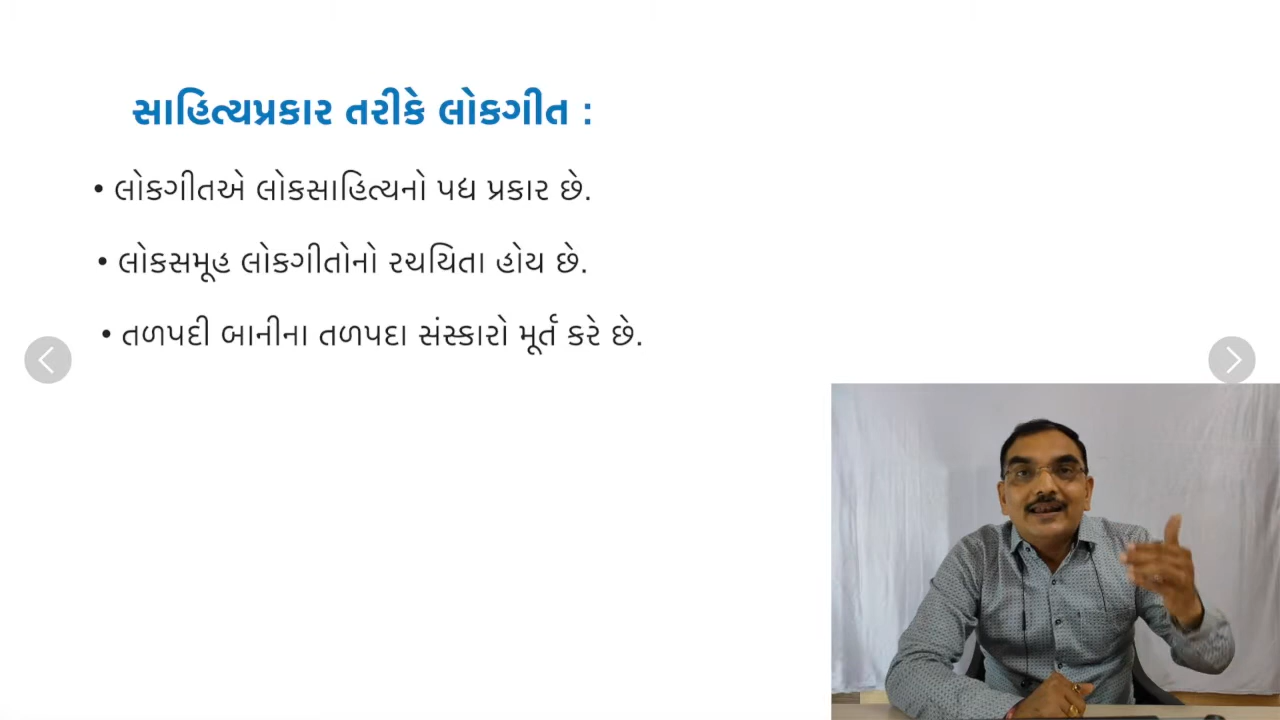 સાહિત્યપ્રકાર તરીકે લોકગીત :
• લોકગીતએ લોકસાહિત્યનો પદ્ય પ્રકાર છે.
• લોકસમૂહ લોકગીતોનો રચયિતા હોય છે.
• તળપદી બાનીના તળપદા સંસ્કારો મૂર્ત કરે છે.